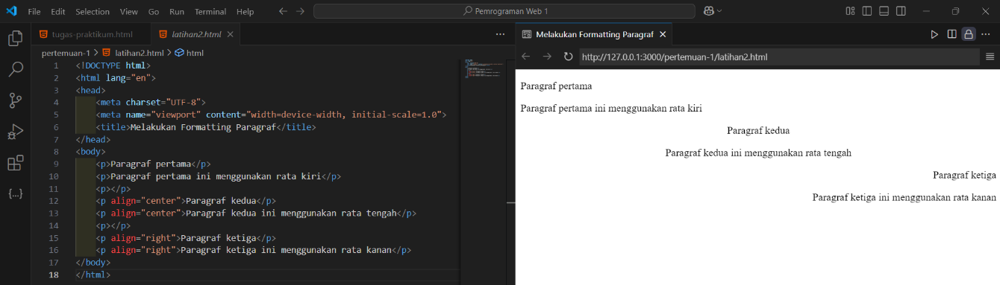 File Edit Selection View Go Run Terminal Help
Pemrograman Web 1
tugas-praktikum.html
latihan2.html
pertemuan-1 > latihan2.html > html
1 <!DOCTYPE html>
2 <html lang="en">
3 <head>
4 <meta charset="UTF-8">
5 <meta name="viewport" content="width=device-width, initial-scale=1.0">
6 <title>Melakukan Formatting Paragraf</title>
7 </head>
8 <body>
9 <p>Paragraf pertama</p>
10 <p>Paragraf pertama ini menggunakan rata kiri</p>
11 <p></p>
12 <p align="center">Paragraf kedua</p>
13 <p align="center">Paragraf kedua ini menggunakan rata tengah</p>
14 <p></p>
15 <p align="right">Paragraf ketiga</p>
16 <p align="right">Paragraf ketiga ini menggunakan rata kanan</p>
17 </body>
18 </html>
Melakukan Formatting Paragraf
http://127.0.0.1:3000/pertemuan-1/latihan2.html
Paragraf pertama
Paragraf pertama ini menggunakan rata kiri
Paragraf kedua
Paragraf kedua ini menggunakan rata tengah
Paragraf ketiga
Paragraf ketiga ini menggunakan rata kanan